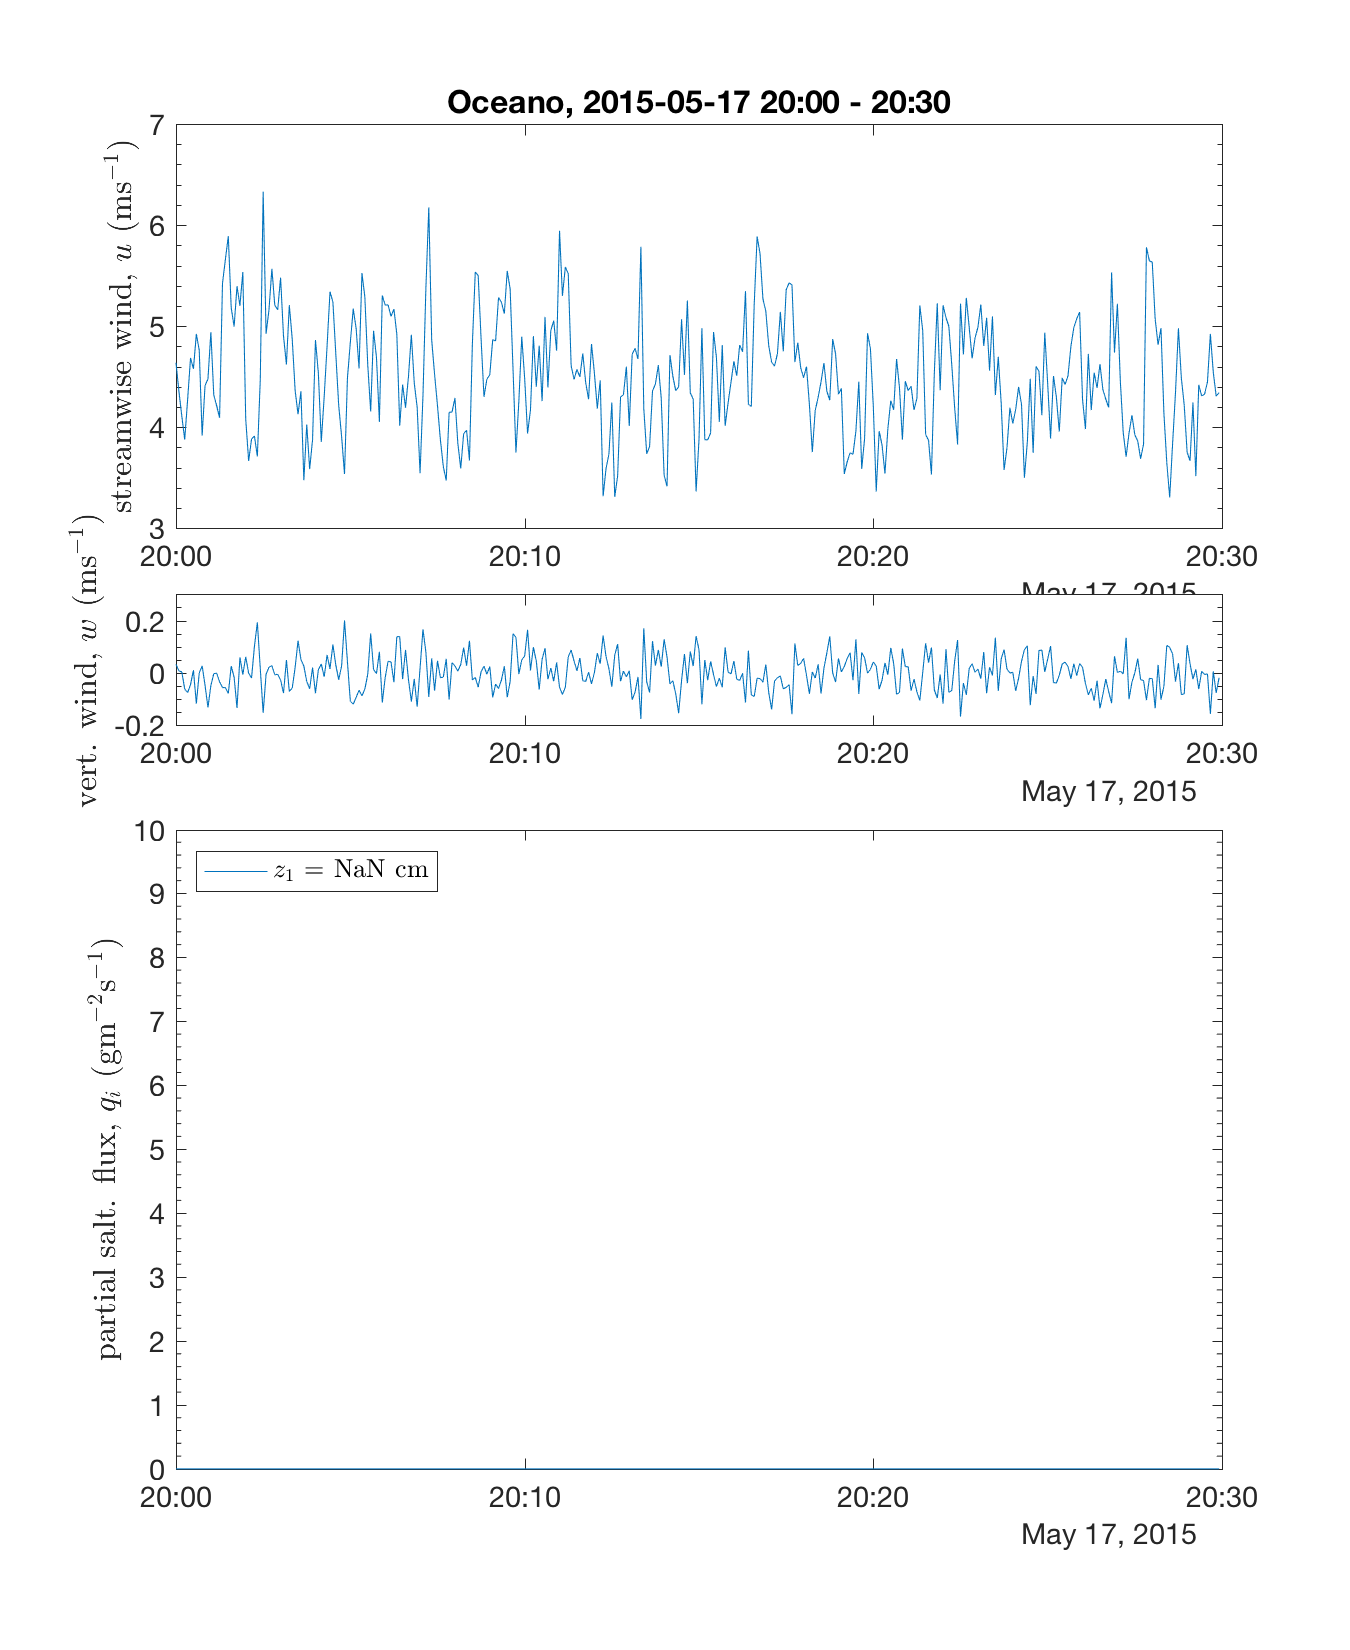 Oceano, 2015-05-17 20:00 - 20:30
streamwise wind, u (ms⁻¹)
7
6
5
4
3
20:00 20:10 20:20 20:30
May 17, 2015
vert. wind, w (ms⁻¹)
0.2
0
-0.2
20:00 20:10 20:20 20:30
May 17, 2015
partial salt. flux, qᵢ (gm⁻²s⁻¹)
10
9
8
7
6
5
4
3
2
1
0
z₁ = NaN cm
20:00 20:10 20:20 20:30
May 17, 2015